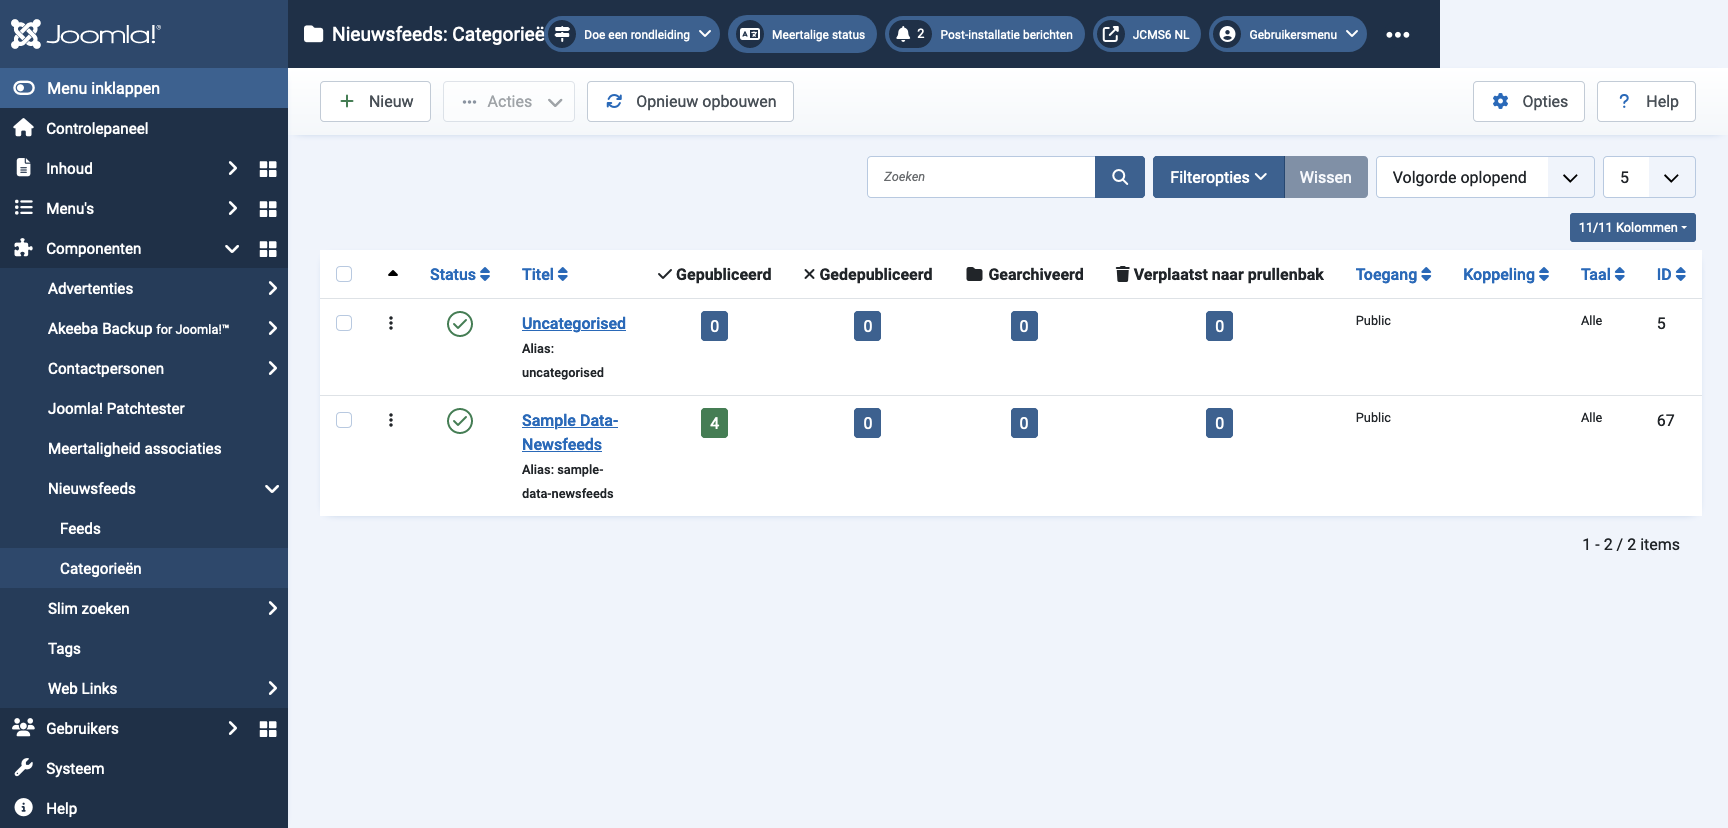 Joomla!®
Nieuwsfeeds: Categorieë
Doe een rondleiding
Meertalige status
2 Post-installatie berichten
JCMS6 NL
Gebruikersmenu
Menu inklappen
Controlepaneel
Inhoud
Menu's
Componenten
Advertenties
Akeeba Backup for Joomla!™
Contactpersonen
Joomla! Patchtester
Meertaligheid associaties
Nieuwsfeeds
Feeds
Categorieën
Slim zoeken
Tags
Web Links
Gebruikers
Systeem
Help
Nieuw
Acties
Opnieuw opbouwen
Opties
? Help
Zoeken
Filteropties
Wissen
Volgorde oplopend
5
11/11 Kolommen
Status Titel Gepubliceerd Gedepubliceerd Gearchiveerd Verplaatst naar prullenbak Toegang Koppeling Taal ID
Uncategorised 0 0 0 0 Public Alle 5
Alias:
uncategorised
Sample Data- 4 0 0 0 Public Alle 67
Newsfeeds
Alias: sample-
data-newsfeeds
1 - 2 / 2 items